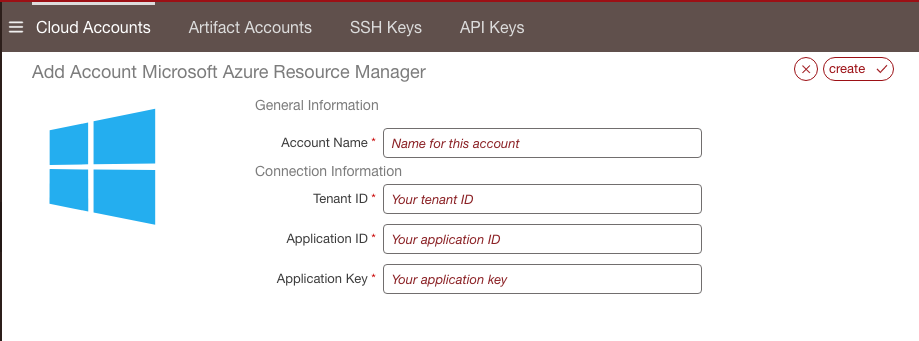 Cloud Accounts Artifact Accounts SSH Keys API Keys
Add Account Microsoft Azure Resource Manager
create
General Information
Account Name * Name for this account
Connection Information
Tenant ID * Your tenant ID
Application ID * Your application ID
Application Key * Your application key